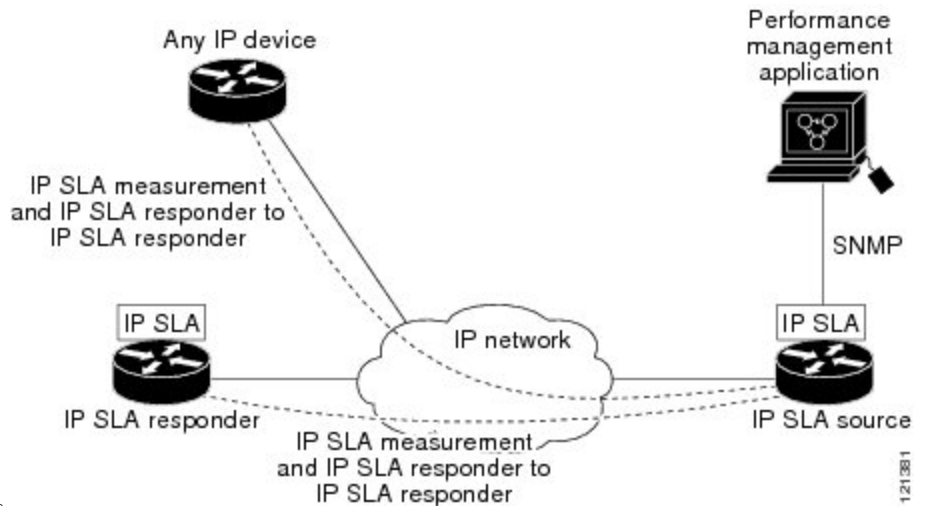 Performance
management
application
Any IP device
IP SLA measurement
and IP SLA responder to
IP SLA responder
SNMP
IP SLA
IP network
IP SLA
IP SLA responder
IP SLA source
IP SLA measurement
and IP SLA responder to
IP SLA responder
121381